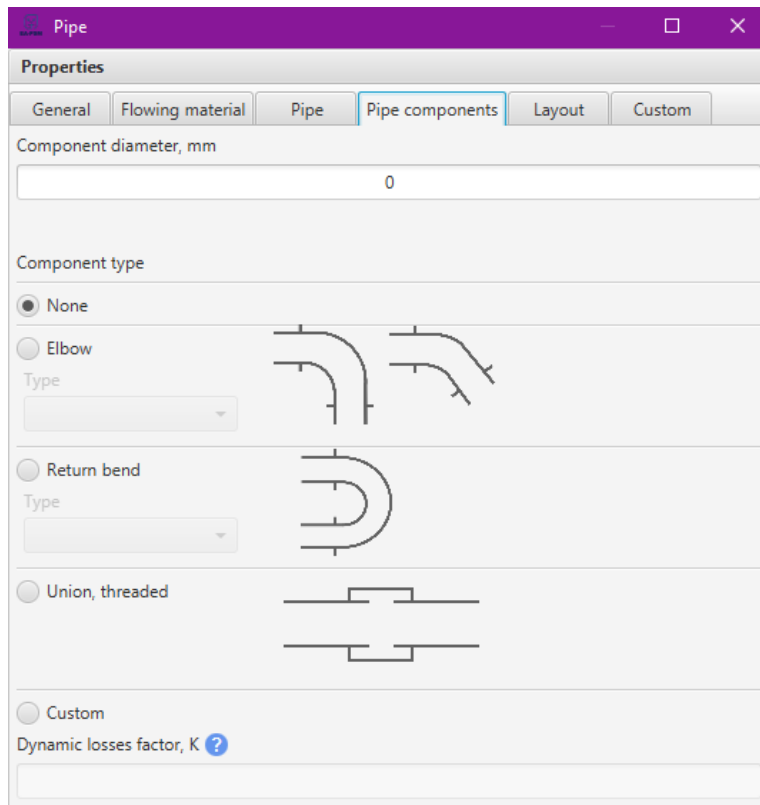 Pipe
Properties
General Flowing material Pipe Pipe components Layout Custom
Component diameter, mm
0
Component type
None
Elbow
Type
Return bend
Type
Union, threaded
Custom
Dynamic losses factor, K ?